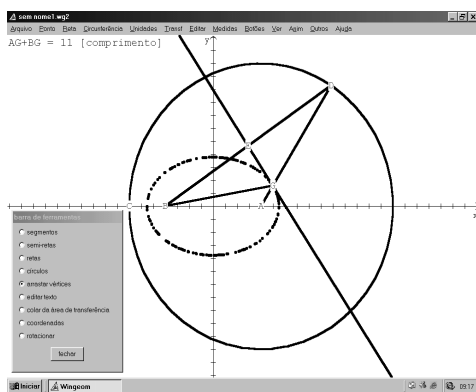 sem nome1.wg2
Arquivo Ponto Reta Circunferência Unidades Transf Editar Medidas Botões Ver Anim Outros Ajuda
AG+BG = 11 [comprimento]
y
D
E
G
C B A x
barra de ferramentas
segmentos
semi-retas
retas
círculos
arrastar vértices
editar texto
colar da área de transferência
coordenadas
rotacionar
fechar
Iniciar Wingeom 09:17